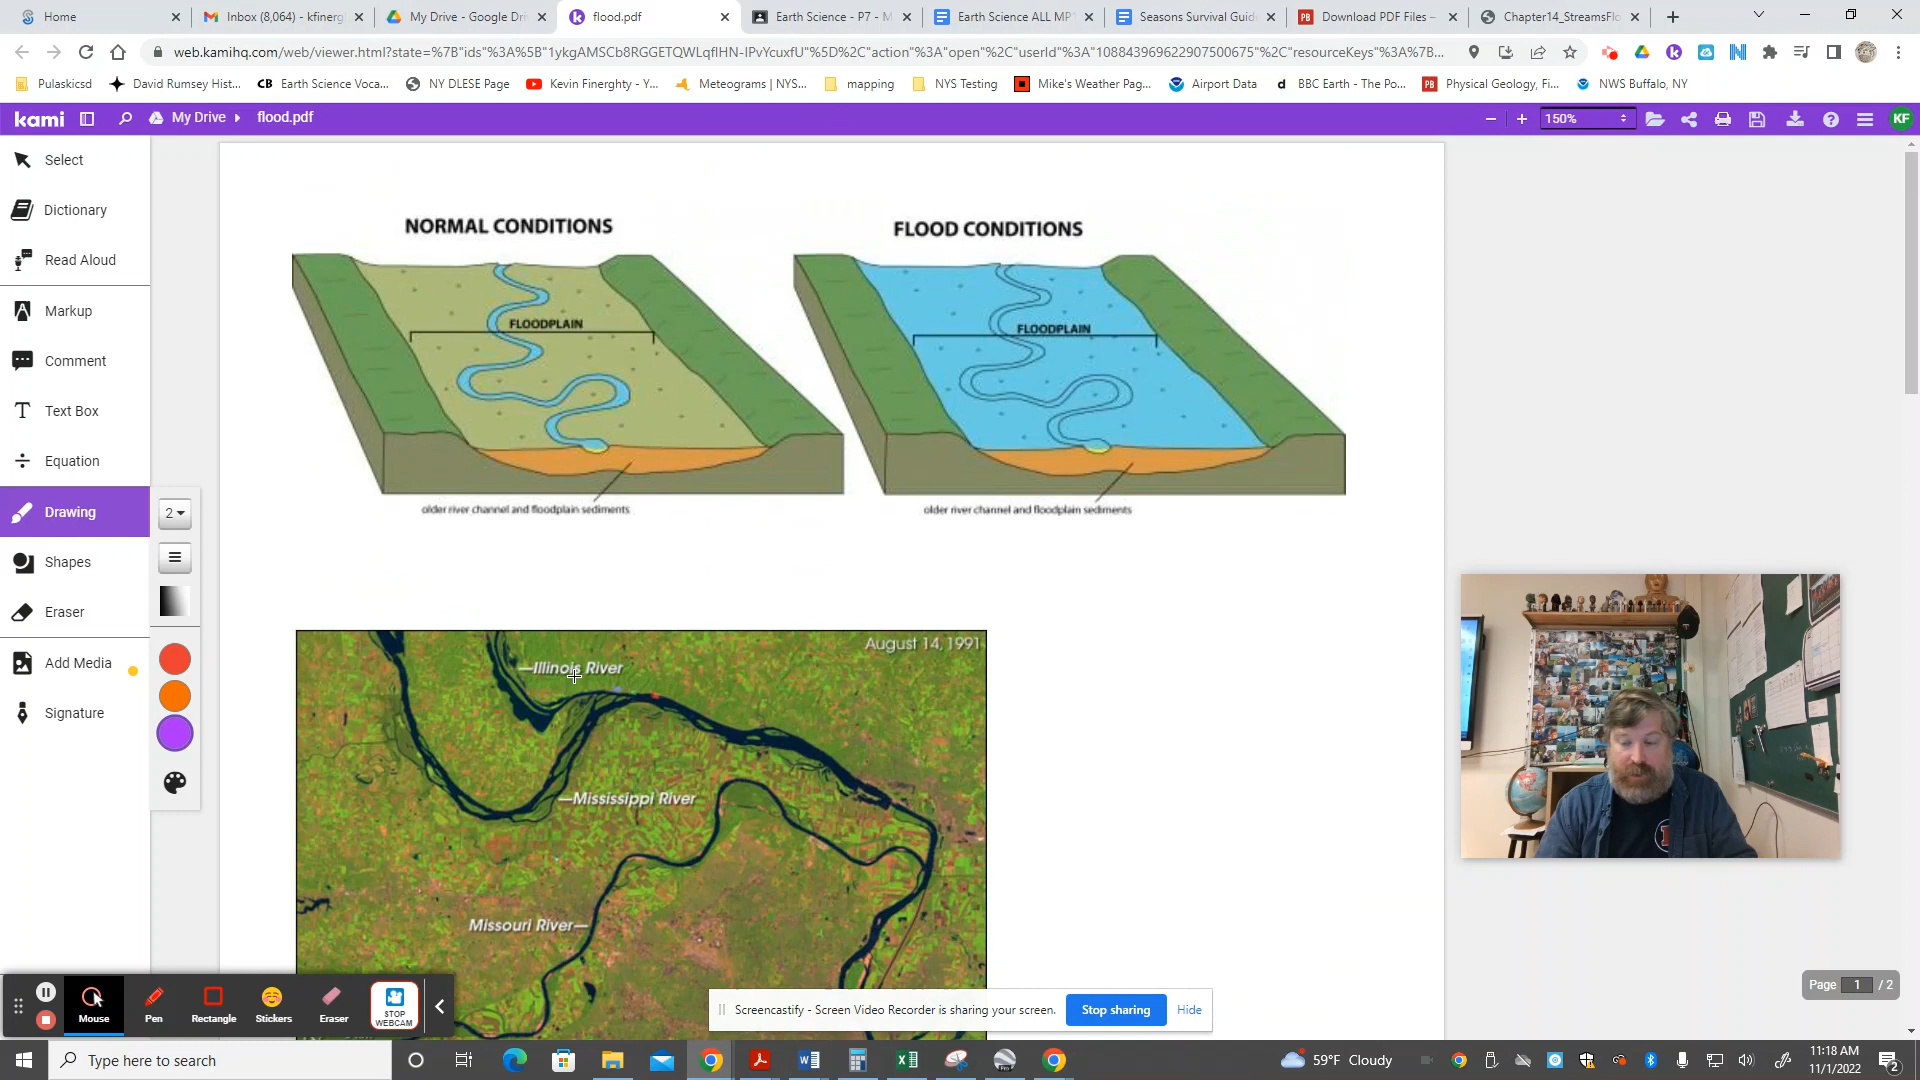 Home
Inbox (8,064) - kfinerg
My Drive - Google Dri
flood.pdf
Earth Science - P7 - M
Earth Science ALL MP
Seasons Survival Guid
Download PDF Files –
Chapter14_StreamsFlo
web.kamihq.com/web/viewer.html?state=%7B"ids"%3A%5B"1ykgAMSCb8RGGETQWLqfIHN-IPvYcuxfU"%5D%2C"action"%3A"open"%2C"userId"%3A"108843969622907500675"%2C"resourceKeys"%3A%7B...
Pulaskicsd
David Rumsey Hist...
Earth Science Voca...
NY DLESE Page
Kevin Finerghty - Y...
Meteograms | NYS...
mapping
NYS Testing
Mike's Weather Pag...
Airport Data
BBC Earth - The Po...
Physical Geology, Fi...
NWS Buffalo, NY
kami
My Drive
flood.pdf
150%
KF
Select
Dictionary
Read Aloud
Markup
Comment
Text Box
Equation
Drawing
Shapes
Eraser
Add Media
Signature
2
NORMAL CONDITIONS
FLOODPLAIN
older river channel and floodplain sediments
FLOOD CONDITIONS
FLOODPLAIN
older river channel and floodplain sediments
August 14, 1991
—Illinois River
—Mississippi River
Missouri River—
Page 1 / 2
Mouse
Pen
Rectangle
Stickers
Eraser
STOP
WEBCAM
Screencastify - Screen Video Recorder is sharing your screen.
Stop sharing
Hide
Type here to search
59°F Cloudy
11:18 AM
11/1/2022
2